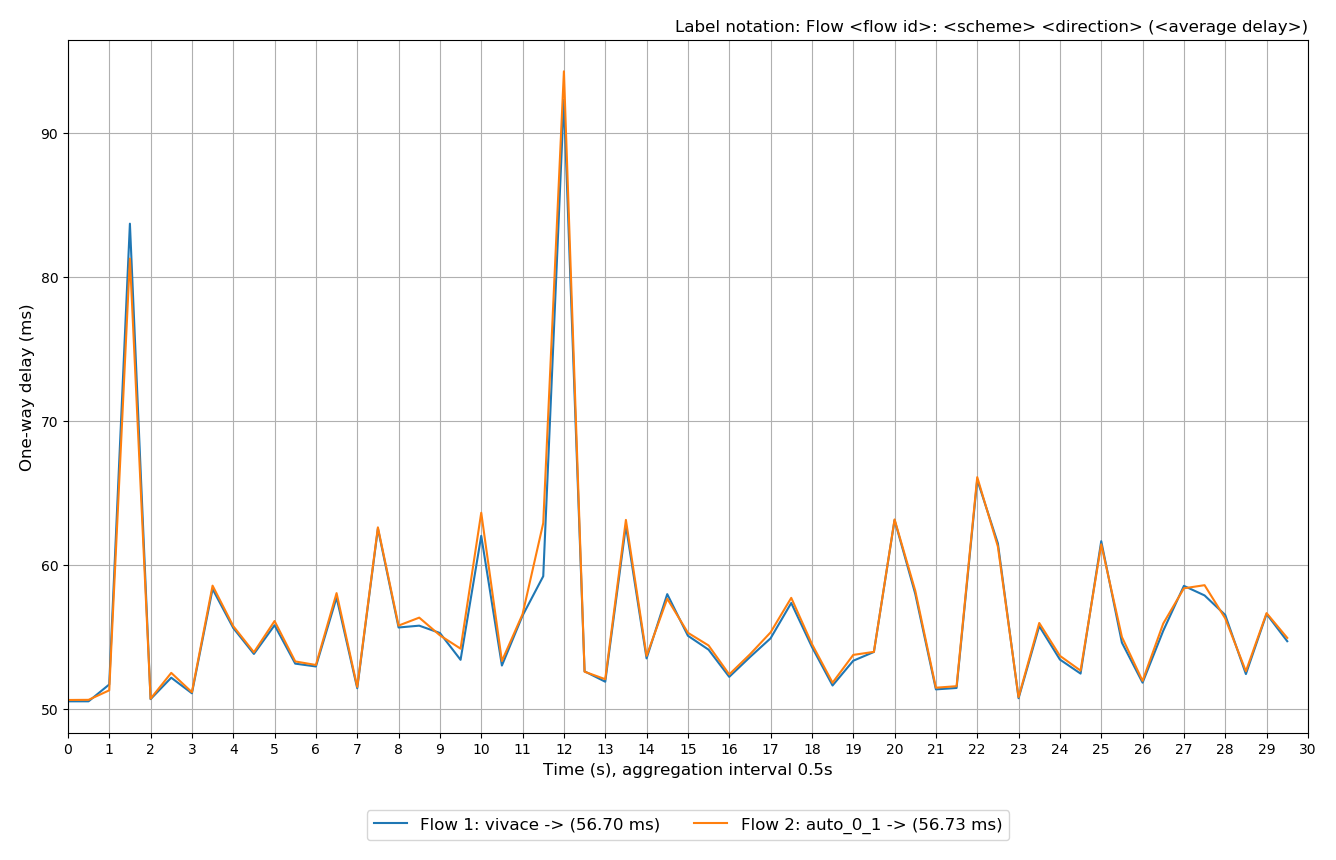 Label notation: Flow <flow id>: <scheme> <direction> (<average delay>)
One-way delay (ms)
90
80
70
60
50
0 1 2 3 4 5 6 7 8 9 10 11 12 13 14 15 16 17 18 19 20 21 22 23 24 25 26 27 28 29 30
Time (s), aggregation interval 0.5s
Flow 1: vivace -> (56.70 ms) Flow 2: auto_0_1 -> (56.73 ms)